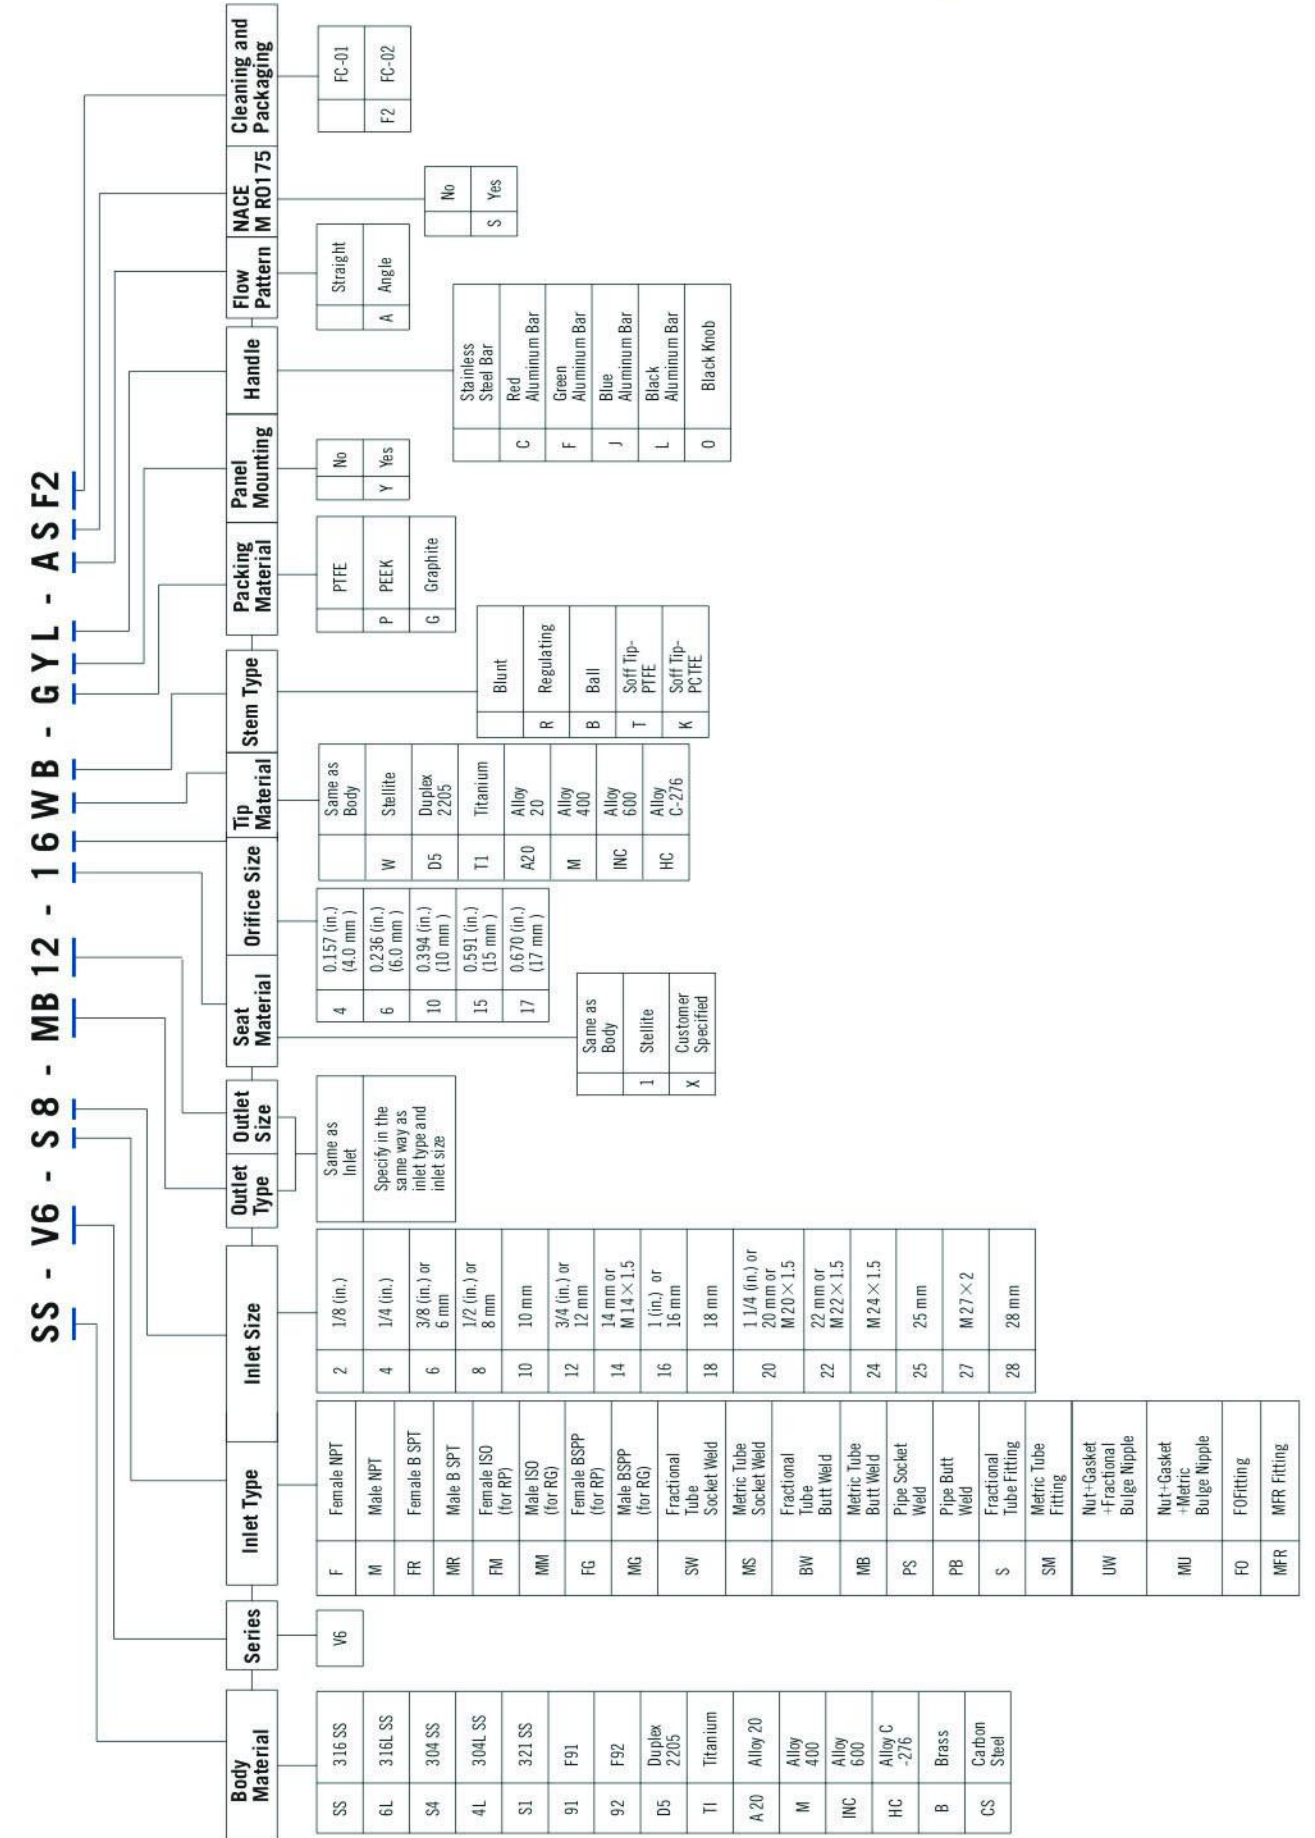 SS - V6 - S 8 - MB 12 - 1 6 W B - G Y L - A S F2
Body
Material
Series
Inlet Type
Inlet Size
Outlet
Type
Outlet
Size
Seat
Material
Orifice Size
Tip
Material
Stem Type
Packing
Material
Panel
Mounting
Handle
Flow
Pattern
NACE
M R0175
Cleaning and
Packaging
SS 316 SS
6L 316L SS
S4 304 SS
4L 304L SS
S1 321 SS
91 F91
92 F92
D5 Duplex
2205
TI Titanium
A 20 Alloy 20
M Alloy
400
INC Alloy
600
HC Alloy C
-276
B Brass
CS Catbon
Steel
V6
F Female NPT
M Male NPT
FR Female B SPT
MR Male B SPT
FM Female ISO
(for RP)
MM Male ISO
(for RG)
FG Female BSPP
(for RP)
MG Male BSPP
(for RG)
SW Fractional
Tube
Socket Weld
MS Metric Tube
Socket Weld
BW Fractional
Tube
Butt Weld
MB Metric Tube
Butt Weld
PS Pipe Socket
Weld
PB Pipe Butt
Weld
S Fractional
Tube Fitting
SM Metric Tube
Fitting
UW Nut+Gasket
+Fractional
Bulge Nipple
MU Nut+Gasket
+Metric
Bulge Nipple
FO FOFitting
MFR MFR Fitting
2 1/8 (in.)
4 1/4 (in.)
6 3/8 (in.) or
6 mm
8 1/2 (in.) or
8 mm
10 10 mm
12 3/4 (in.) or
12 mm
14 14 mm or
M 14×1.5
16 1 (in.) or
16 mm
18 18 mm
20 1 1/4 (in.) or
20 mm or
M 20×1.5
22 22 mm or
M 22×1.5
24 M 24×1.5
25 25 mm
27 M 27×2
28 28 mm
Same as
Inlet
Specify in the
same way as
inlet type and
inlet size
Same as
Body
1 Stellite
X Customer
Specified
4 0.157 (in.)
(4.0 mm )
6 0.236 (in.)
(6.0 mm )
10 0.394 (in.)
(10 mm )
15 0.591 (in.)
(15 mm )
17 0.670 (in.)
(17 mm )
Same as
Body
W Stellite
D5 Duplex
2205
T1 Titanium
A20 Alloy
20
M Alloy
400
INC Alloy
600
HC Alloy
C-276
Blunt
R Regulating
B Ball
T Soff Tip-
PTFE
K Soff Tip-
PCTFE
PTFE
P PEEK
G Graphite
No
Y Yes
Stainless
Steel Bar
C Red
Aluminum Bar
F Green
Aluminum Bar
J Blue
Aluminum Bar
L Black
Aluminum Bar
O Black Knob
Straight
A Angle
No
S Yes
FC-01
F2 FC-02